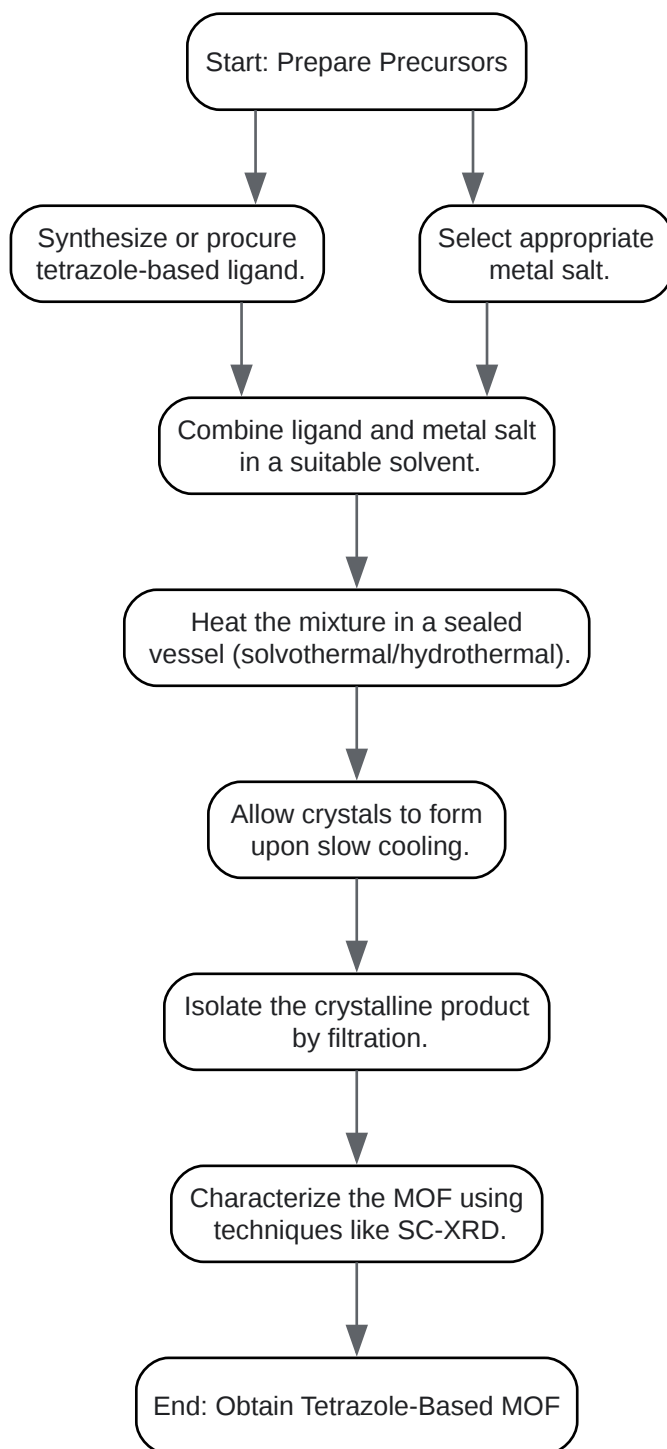 Start: Prepare Precursors
Synthesize or procure
tetrazole-based ligand.
Select appropriate
metal salt.
Combine ligand and metal salt
in a suitable solvent.
Heat the mixture in a sealed
vessel (solvothermal/hydrothermal).
Allow crystals to form
upon slow cooling.
Isolate the crystalline product
by filtration.
Characterize the MOF using
techniques like SC-XRD.
End: Obtain Tetrazole-Based MOF